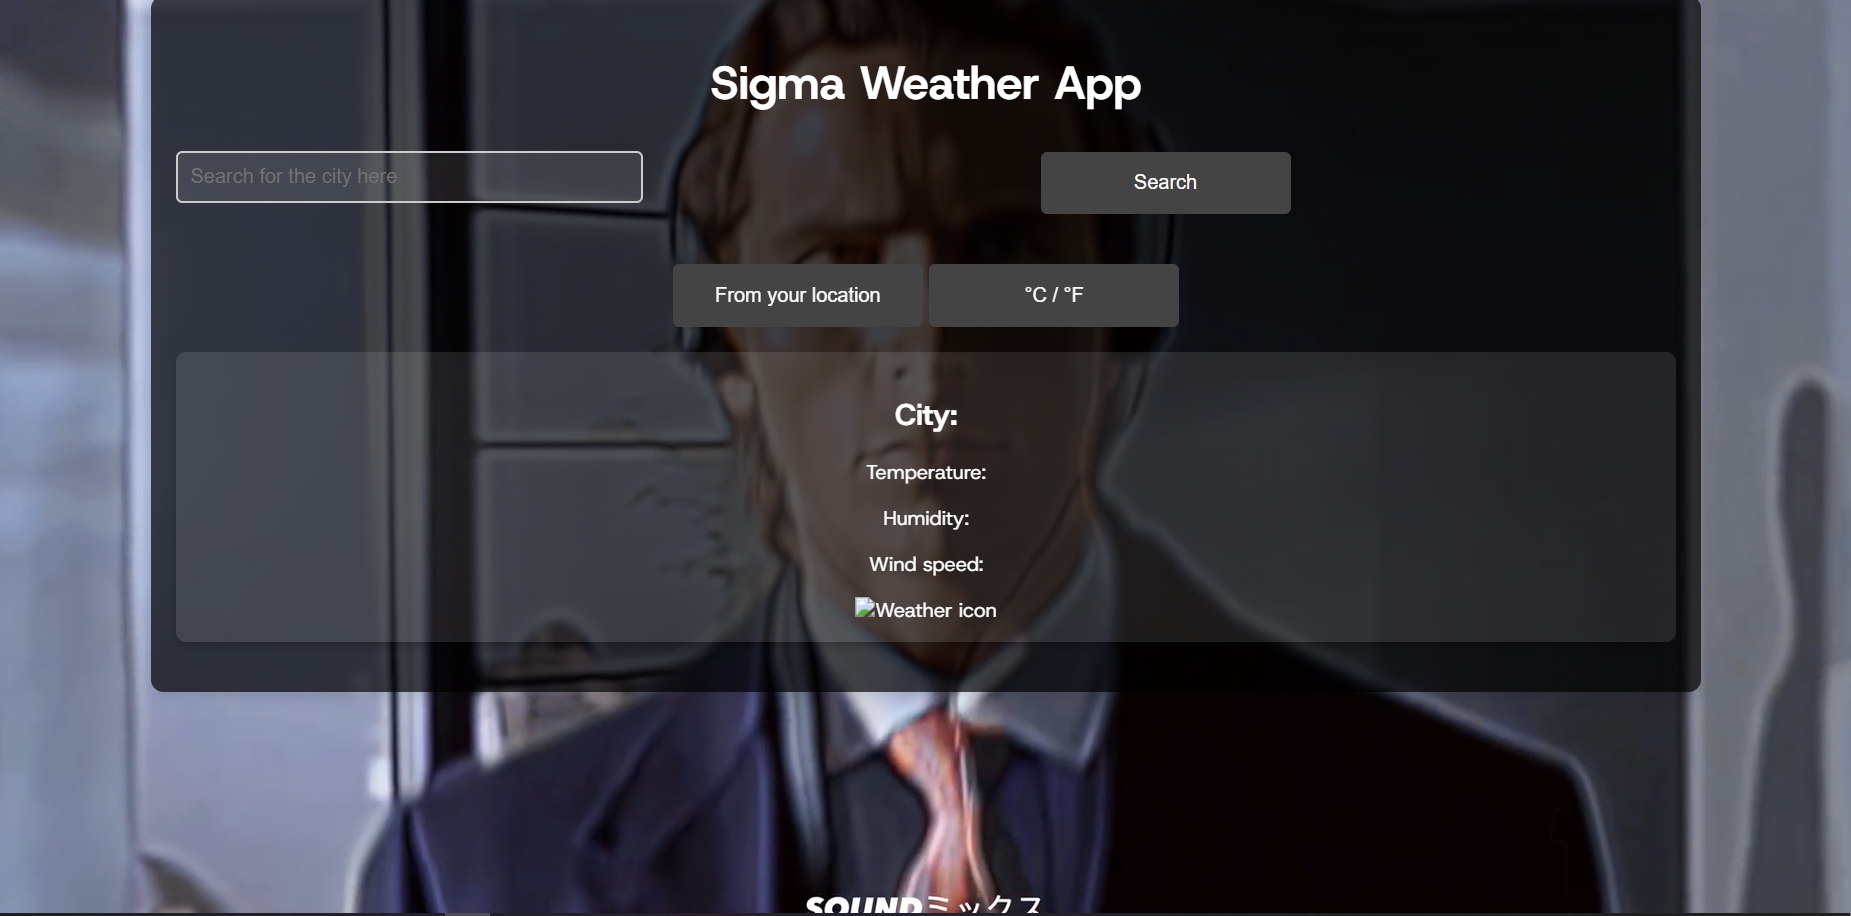 Sigma Weather App
Search for the city here
Search
From your location
°C / °F
City:
Temperature:
Humidity:
Wind speed:
Weather icon
SOUNDミックス